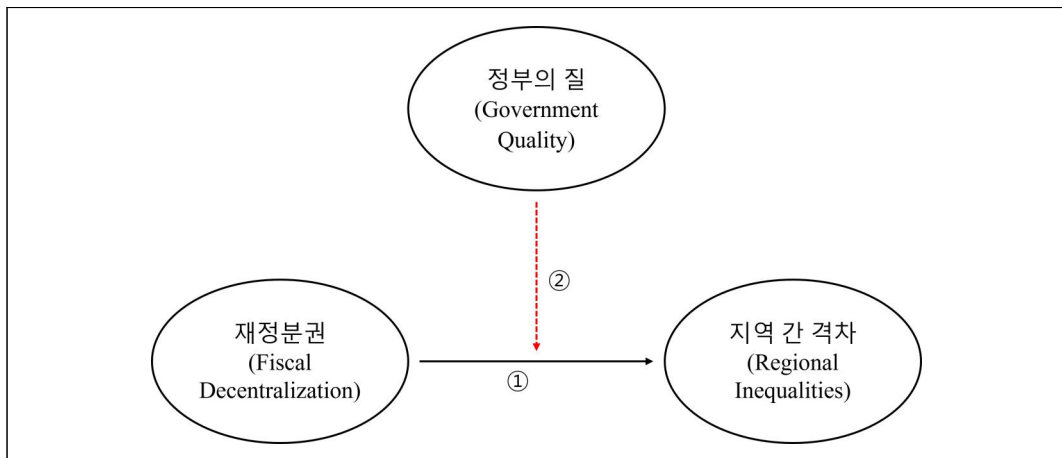 정부의 질
(Government
Quality)
②
재정분권
(Fiscal
Decentralization)
①
지역 간 격차
(Regional
Inequalities)